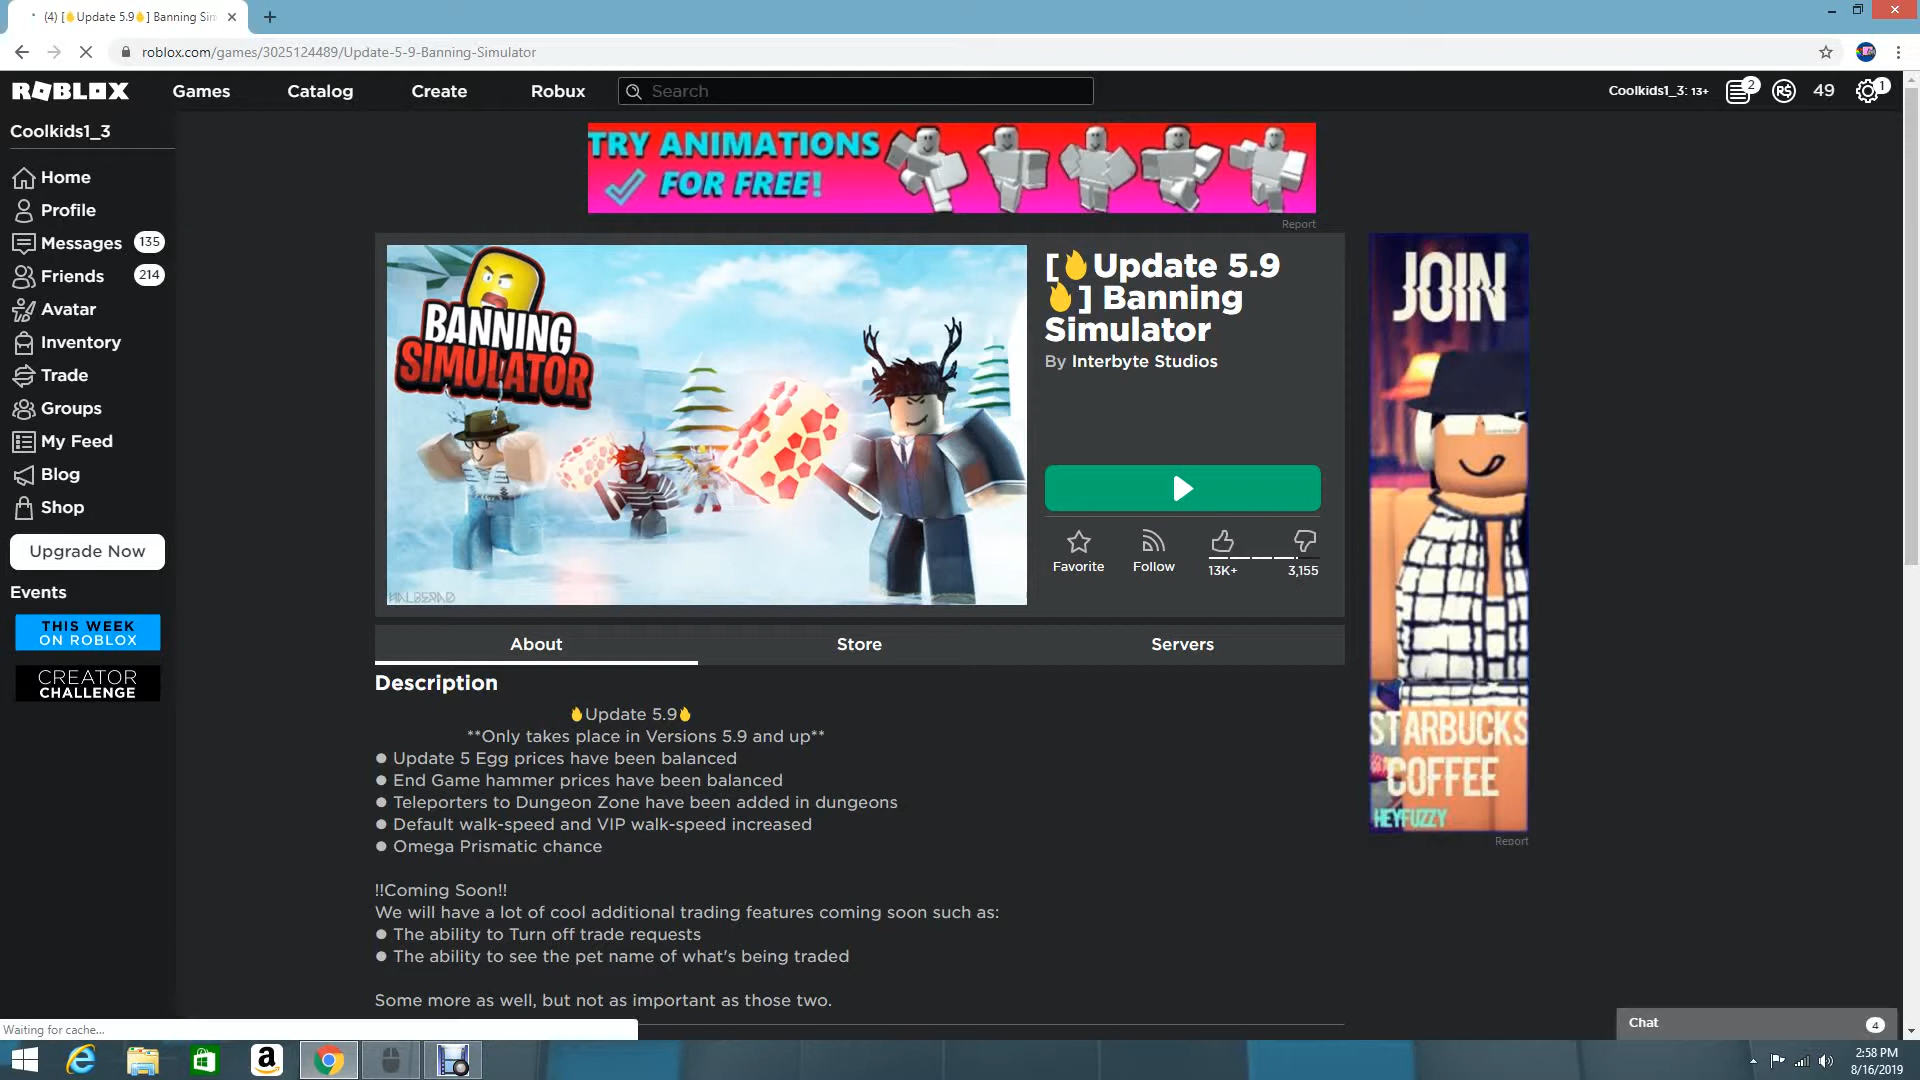 (4) [🔥Update 5.9🔥] Banning Sim
roblox.com/games/3025124489/Update-5-9-Banning-Simulator
ROBLOX
Games
Catalog
Create
Robux
Search
Coolkids1_3: 13+
2
R$
49
1
Coolkids1_3
Home
Profile
Messages 135
Friends 214
Avatar
Inventory
Trade
Groups
My Feed
Blog
Shop
Upgrade Now
Events
THIS WEEK
ON ROBLOX
CREATOR
CHALLENGE
TRY ANIMATIONS
FOR FREE!
Report
BANNING
SIMULATOR
HALBERAD
[🔥Update 5.9
🔥] Banning
Simulator
By Interbyte Studios
Favorite
Follow
13K+
3,155
About
Store
Servers
Description
🔥Update 5.9🔥
**Only takes place in Versions 5.9 and up**
● Update 5 Egg prices have been balanced
● End Game hammer prices have been balanced
● Teleporters to Dungeon Zone have been added in dungeons
● Default walk-speed and VIP walk-speed increased
● Omega Prismatic chance
!!Coming Soon!!
We will have a lot of cool additional trading features coming soon such as:
● The ability to Turn off trade requests
● The ability to see the pet name of what's being traded
Some more as well, but not as important as those two.
JOIN
STARBUCKS
COFFEE
HEYFUZZY
Report
Waiting for cache...
Chat
4
2:58 PM
8/16/2019